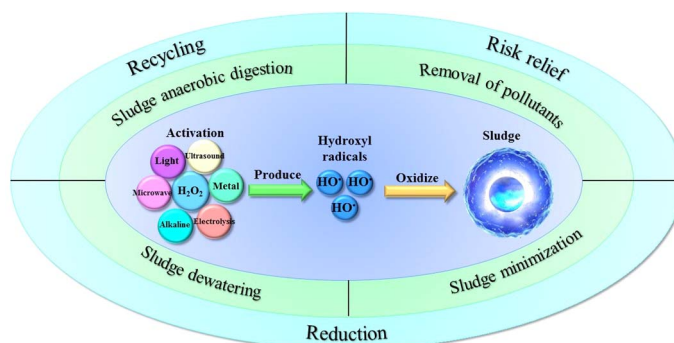 Recycling
Risk relief
Sludge anaerobic digestion
Removal of pollutants
Activation
Light
Ultrasound
Microwave
H₂O₂
Metal
Alkaline
Electrolysis
Produce
Hydroxyl
radicals
HO•
HO•
HO•
Oxidize
Sludge
Sludge dewatering
Sludge minimization
Reduction